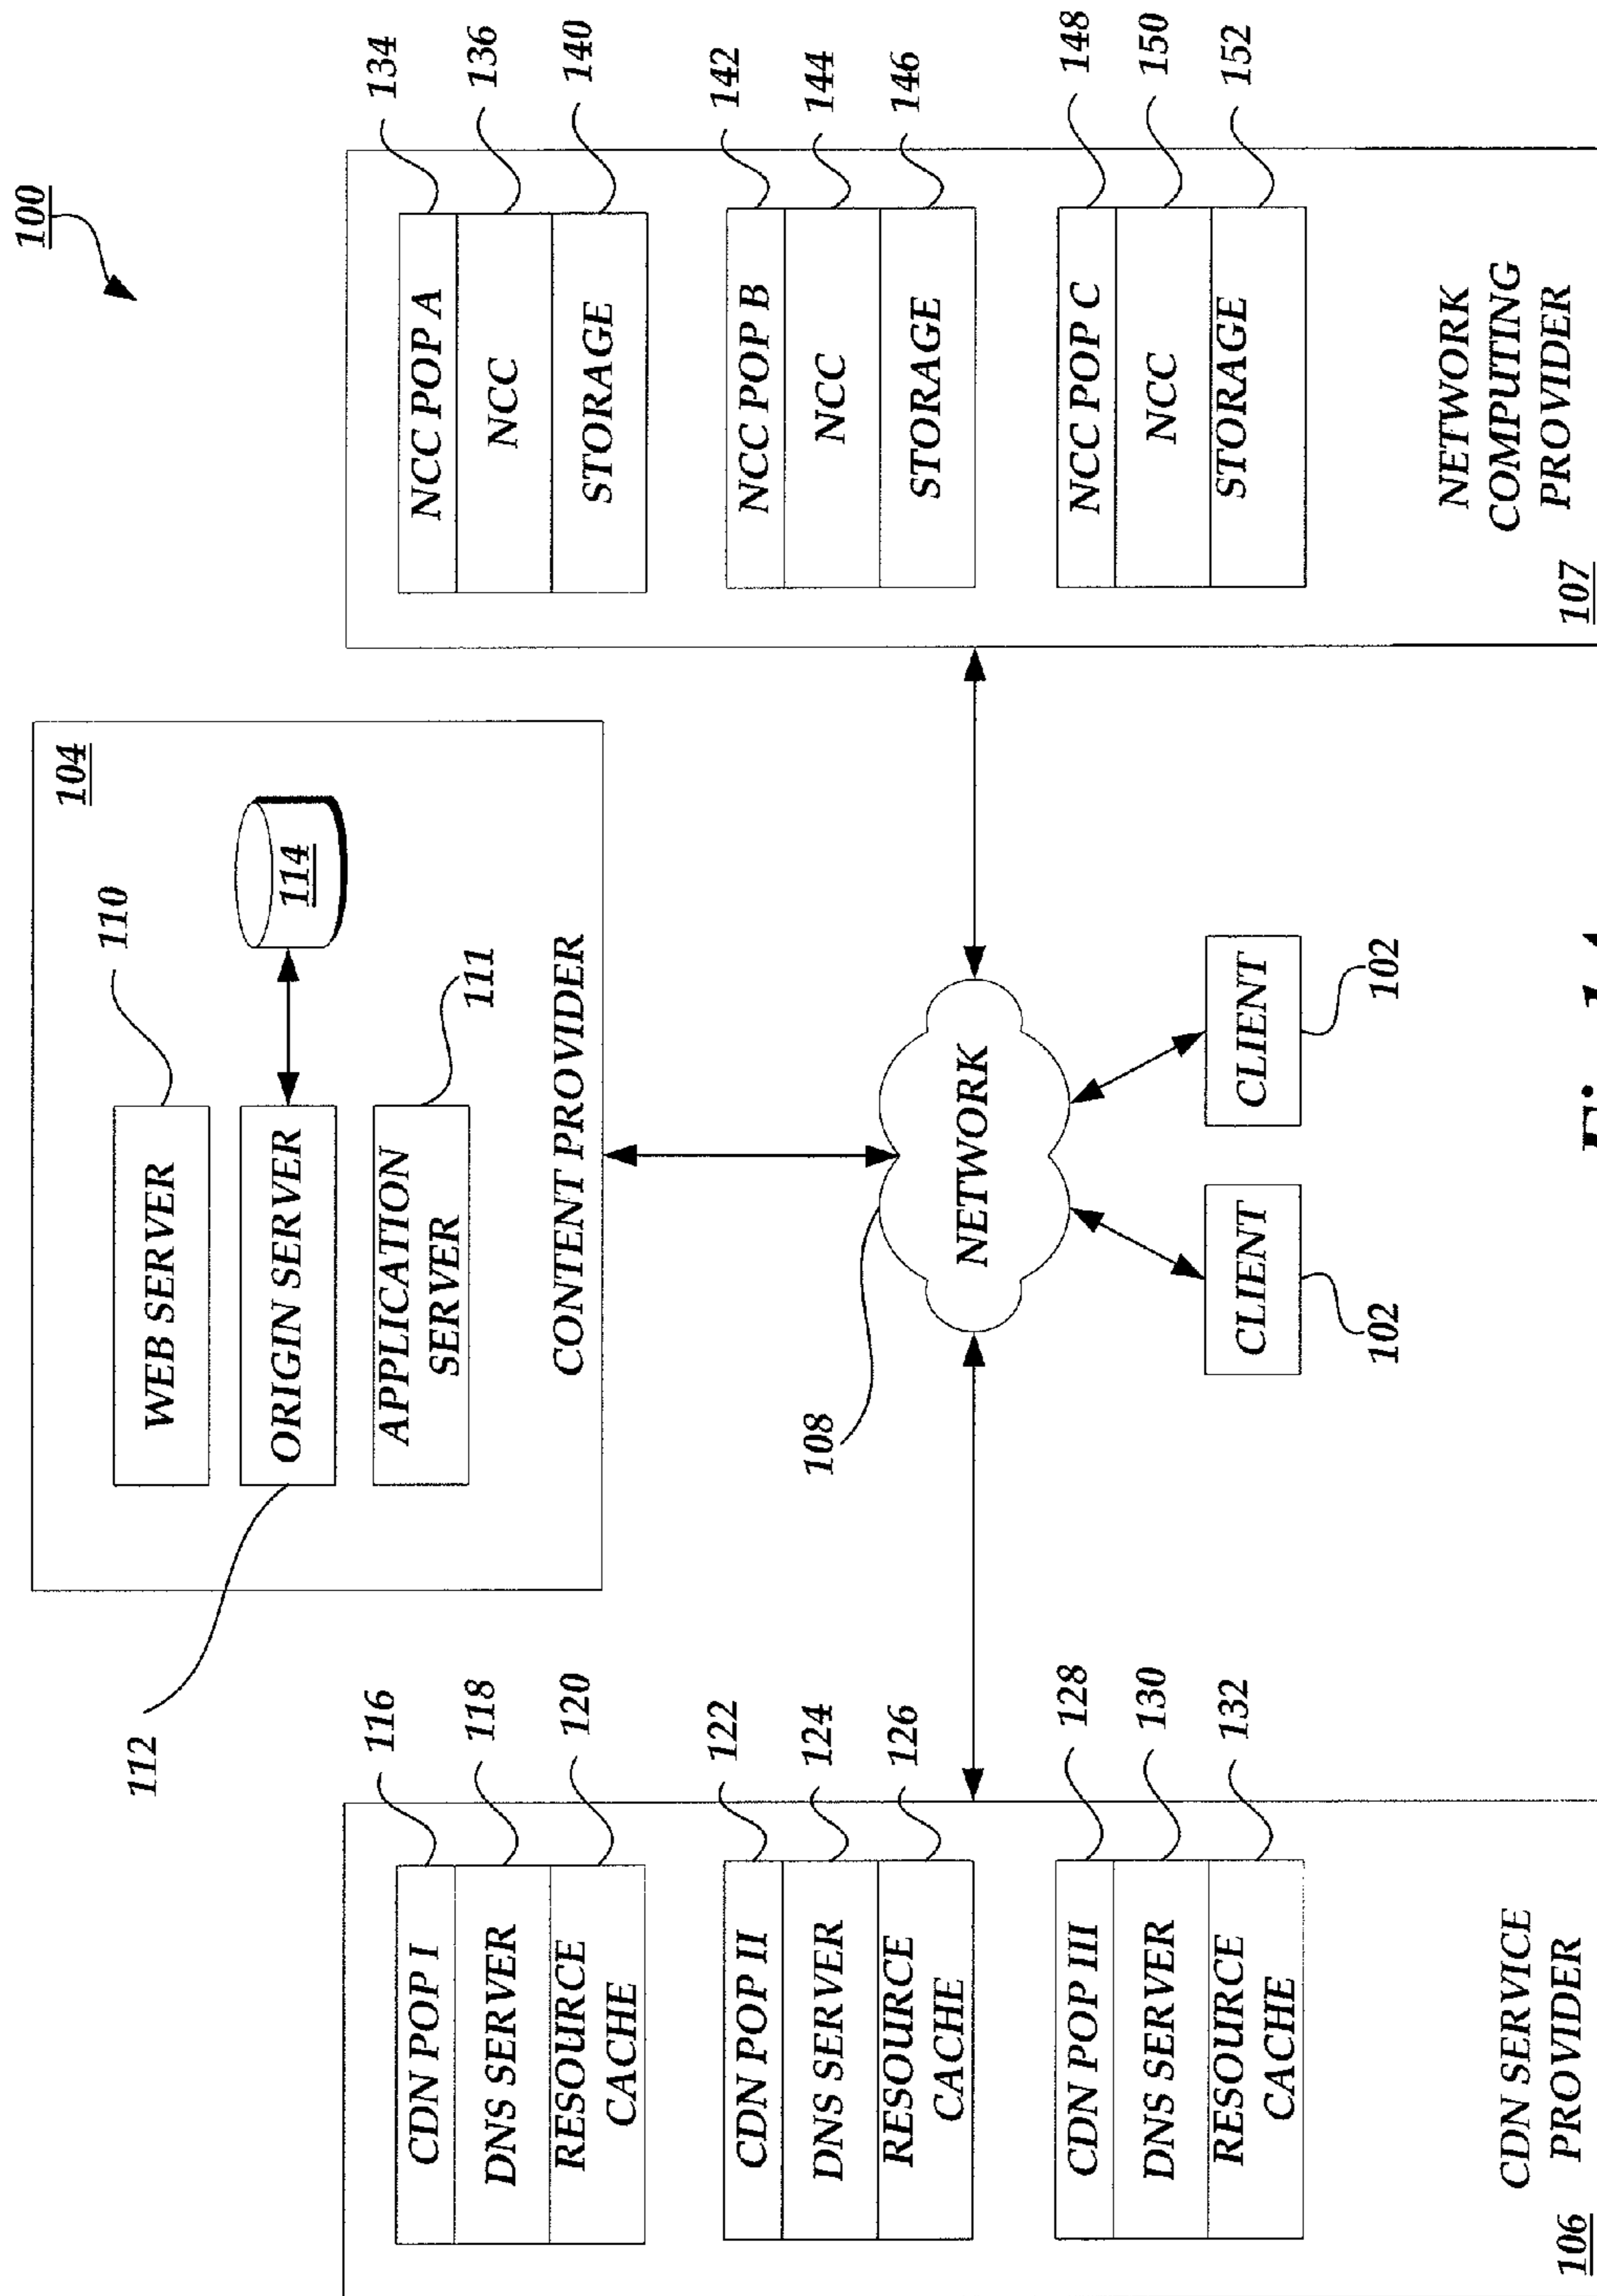 100
104
WEB SERVER
110
ORIGIN SERVER
114
112
APPLICATION
SERVER
111
CONTENT PROVIDER
CDN POP I
116
DNS SERVER
118
RESOURCE
CACHE
120
CDN POP II
122
DNS SERVER
124
RESOURCE
CACHE
126
CDN POP III
128
DNS SERVER
130
RESOURCE
CACHE
132
CDN SERVICE
PROVIDER
106
108
NETWORK
CLIENT
102
CLIENT
102
NCC POP A
134
NCC
136
STORAGE
140
NCC POP B
142
NCC
144
STORAGE
146
NCC POP C
148
NCC
150
STORAGE
152
NETWORK
COMPUTING
PROVIDER
107